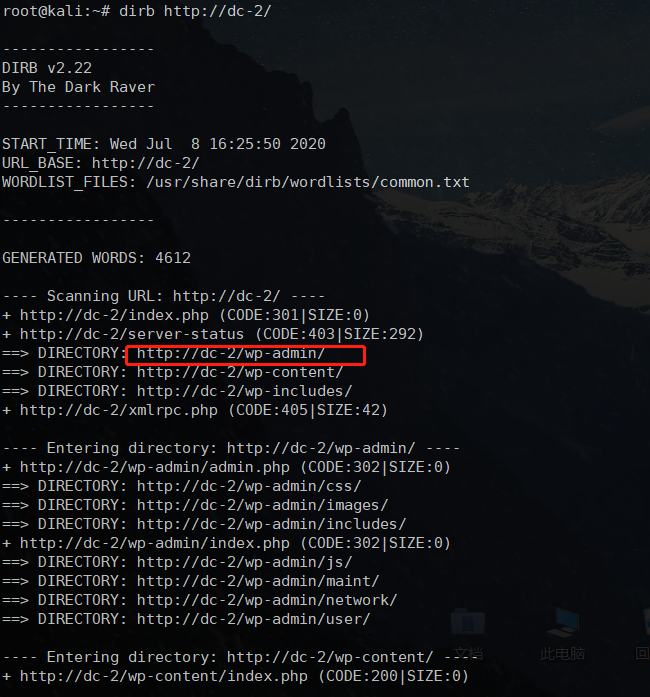 root@kali:~# dirb http://dc-2/
-----------------
DIRB v2.22
By The Dark Raver
-----------------
START_TIME: Wed Jul  8 16:25:50 2020
URL_BASE: http://dc-2/
WORDLIST_FILES: /usr/share/dirb/wordlists/common.txt
-----------------
GENERATED WORDS: 4612
---- Scanning URL: http://dc-2/ ----
+ http://dc-2/index.php (CODE:301|SIZE:0)
+ http://dc-2/server-status (CODE:403|SIZE:292)
==> DIRECTORY: http://dc-2/wp-admin/
==> DIRECTORY: http://dc-2/wp-content/
==> DIRECTORY: http://dc-2/wp-includes/
+ http://dc-2/xmlrpc.php (CODE:405|SIZE:42)
---- Entering directory: http://dc-2/wp-admin/ ----
+ http://dc-2/wp-admin/admin.php (CODE:302|SIZE:0)
==> DIRECTORY: http://dc-2/wp-admin/css/
==> DIRECTORY: http://dc-2/wp-admin/images/
==> DIRECTORY: http://dc-2/wp-admin/includes/
+ http://dc-2/wp-admin/index.php (CODE:302|SIZE:0)
==> DIRECTORY: http://dc-2/wp-admin/js/
==> DIRECTORY: http://dc-2/wp-admin/maint/
==> DIRECTORY: http://dc-2/wp-admin/network/
==> DIRECTORY: http://dc-2/wp-admin/user/
文档 此电脑 回
---- Entering directory: http://dc-2/wp-content/ ----
+ http://dc-2/wp-content/index.php (CODE:200|SIZE:0)